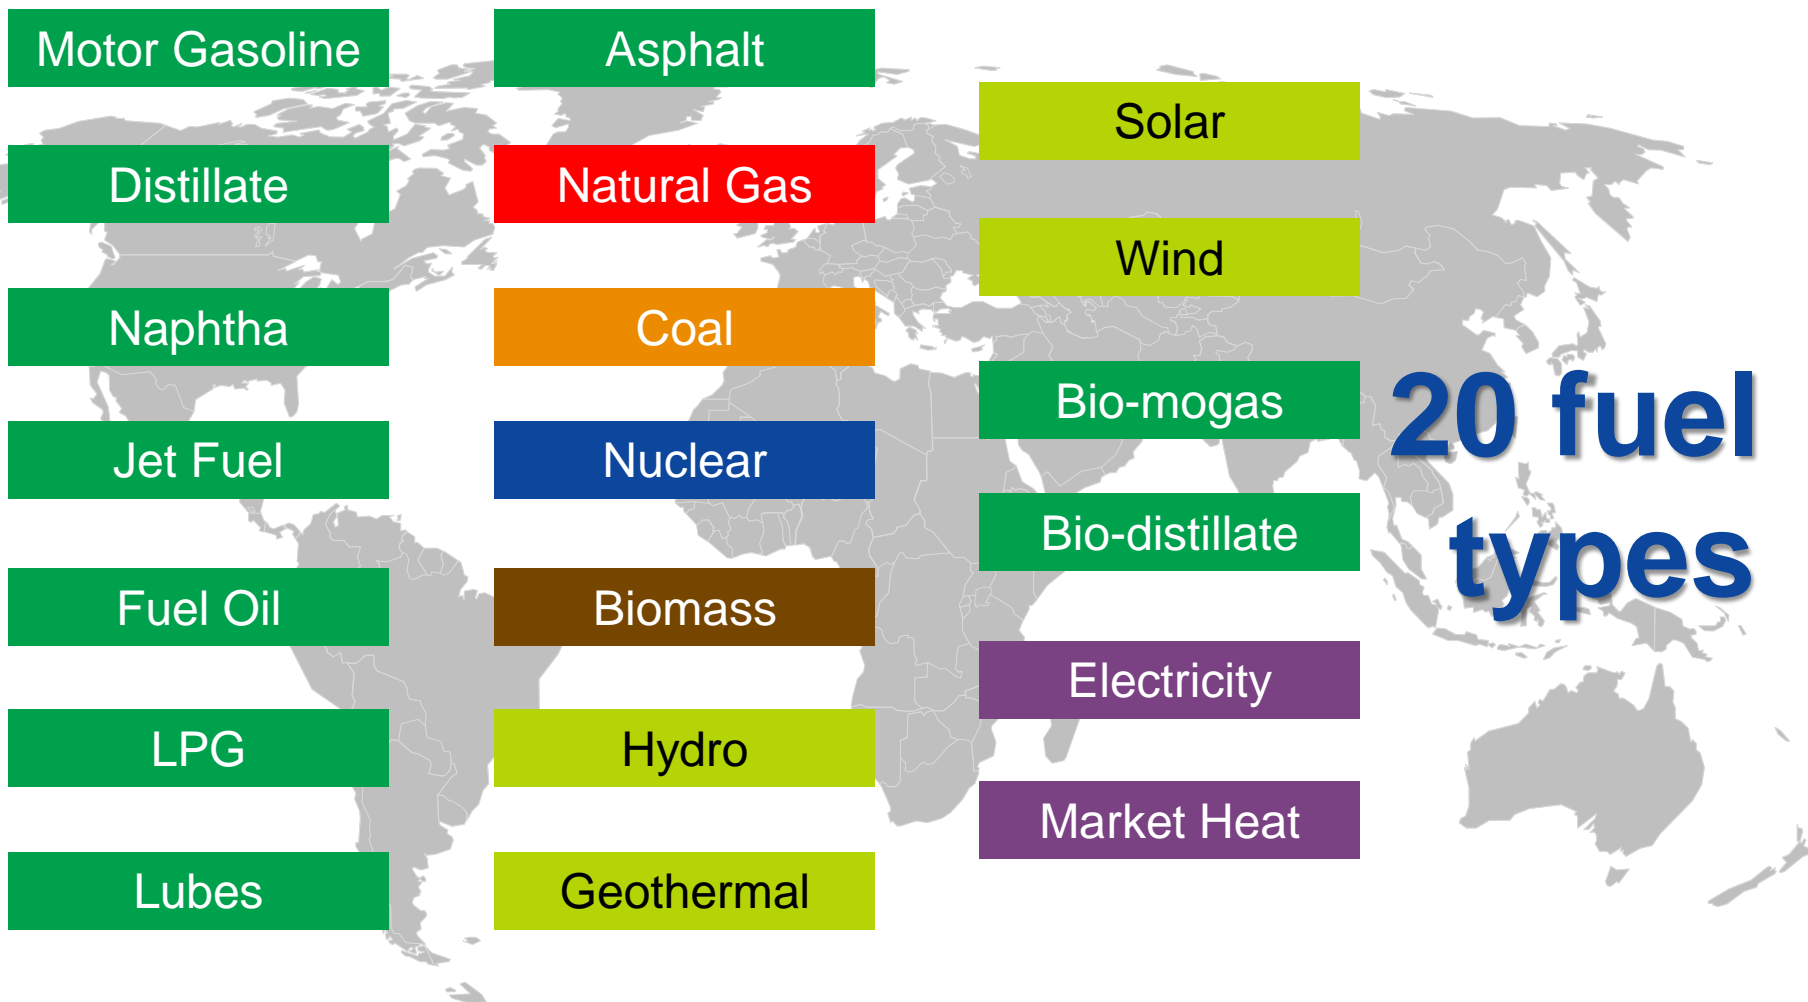 Motor Gasoline
Distillate
Naphtha
Jet Fuel
Fuel Oil
LPG
Lubes
Asphalt
Natural Gas
Coal
Nuclear
Biomass
Hydro
Geothermal
Solar
Wind
Bio-mogas
Bio-distillate
Electricity
Market Heat
20 fuel
types